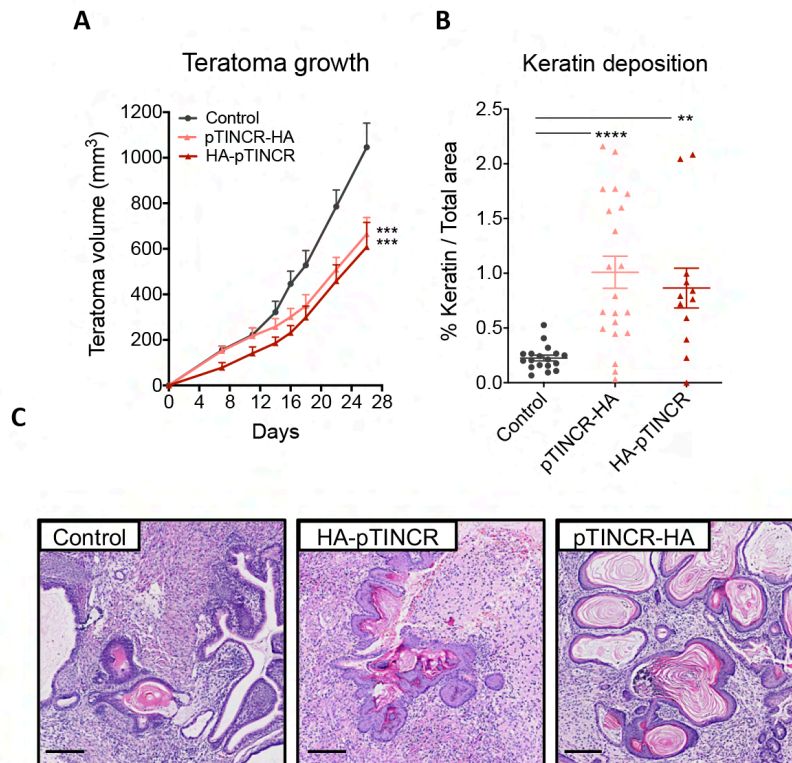 A
B
Teratoma growth
Keratin deposition
Teratoma volume (mm³)
1200
1000
800
600
400
200
0
Control
pTINCR-HA
HA-pTINCR
***
***
0 4 8 12 16 20 24 28
Days
% Keratin / Total area
2.5
2.0
1.5
1.0
0.5
0.0
**
****
Control
pTINCR-HA
HA-pTINCR
C
Control
HA-pTINCR
pTINCR-HA